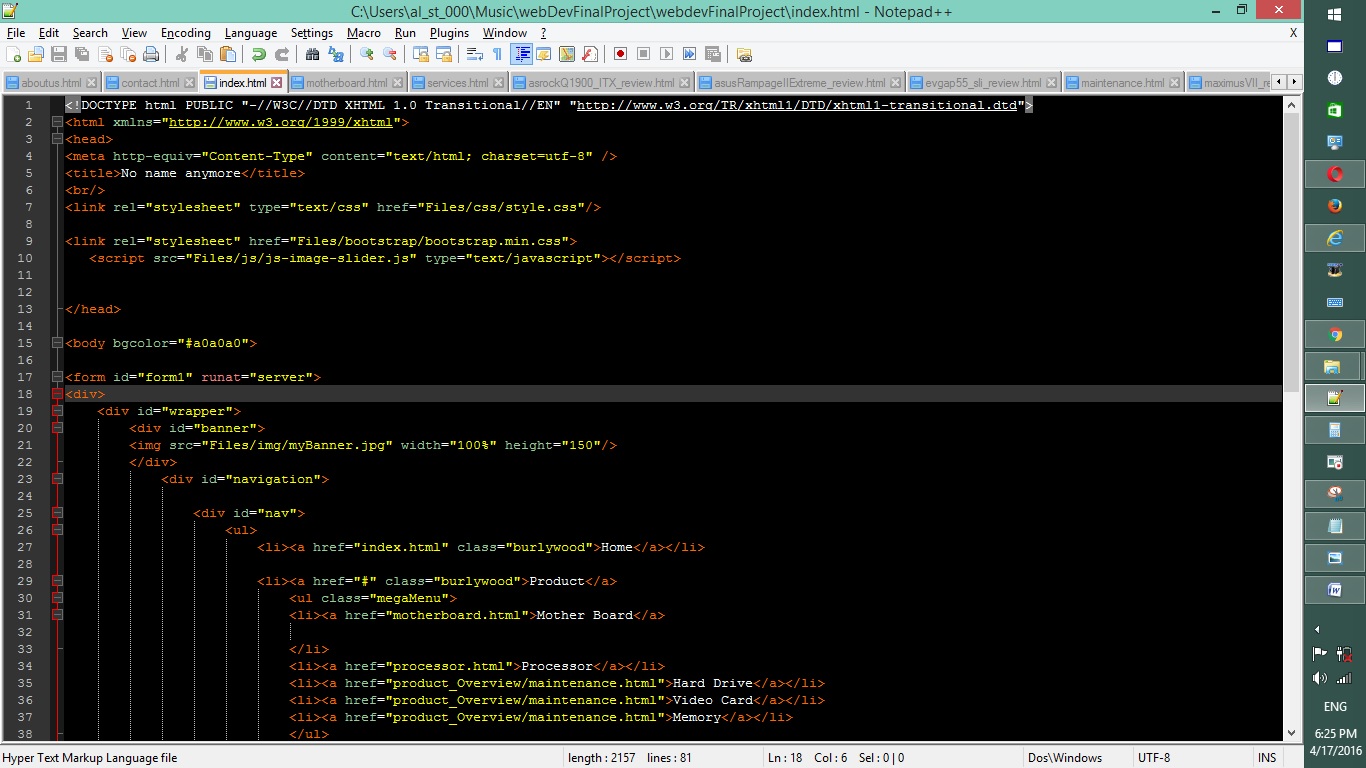 C:\Users\al_st_000\Music\webDevFinalProject\webdevFinalProject\index.html - Notepad++
File Edit Search View Encoding Language Settings Macro Run Plugins Window ? X
aboutus.html contact.html index.html motherboard.html services.html asrockQ1900_ITX_review.html asusRampageIIExtreme_review.html evgap55_sli_review.html maintenance.html maximusVII_re
1 <!DOCTYPE html PUBLIC "-//W3C//DTD XHTML 1.0 Transitional//EN" "http://www.w3.org/TR/xhtml1/DTD/xhtml1-transitional.dtd">
2 <html xmlns="http://www.w3.org/1999/xhtml">
3 <head>
4 <meta http-equiv="Content-Type" content="text/html; charset=utf-8" />
5 <title>No name anymore</title>
6 <br/>
7 <link rel="stylesheet" type="text/css" href="Files/css/style.css"/>
8
9 <link rel="stylesheet" href="Files/bootstrap/bootstrap.min.css">
10 <script src="Files/js/js-image-slider.js" type="text/javascript"></script>
11
12
13 </head>
14
15 <body bgcolor="#a0a0a0">
16
17 <form id="form1" runat="server">
18 <div>
19 <div id="wrapper">
20 <div id="banner">
21 <img src="Files/img/myBanner.jpg" width="100%" height="150"/>
22 </div>
23 <div id="navigation">
24
25 <div id="nav">
26 <ul>
27 <li><a href="index.html" class="burlywood">Home</a></li>
28
29 <li><a href="#" class="burlywood">Product</a>
30 <ul class="megaMenu">
31 <li><a href="motherboard.html">Mother Board</a>
32
33 </li>
34 <li><a href="processor.html">Processor</a></li>
35 <li><a href="product_Overview/maintenance.html">Hard Drive</a></li>
36 <li><a href="product_Overview/maintenance.html">Video Card</a></li>
37 <li><a href="product_Overview/maintenance.html">Memory</a></li>
38 </ul>
Hyper Text Markup Language file length : 2157 lines : 81 Ln : 18 Col : 6 Sel : 0 | 0 Dos\Windows UTF-8 INS
ENG
6:25 PM
4/17/2016